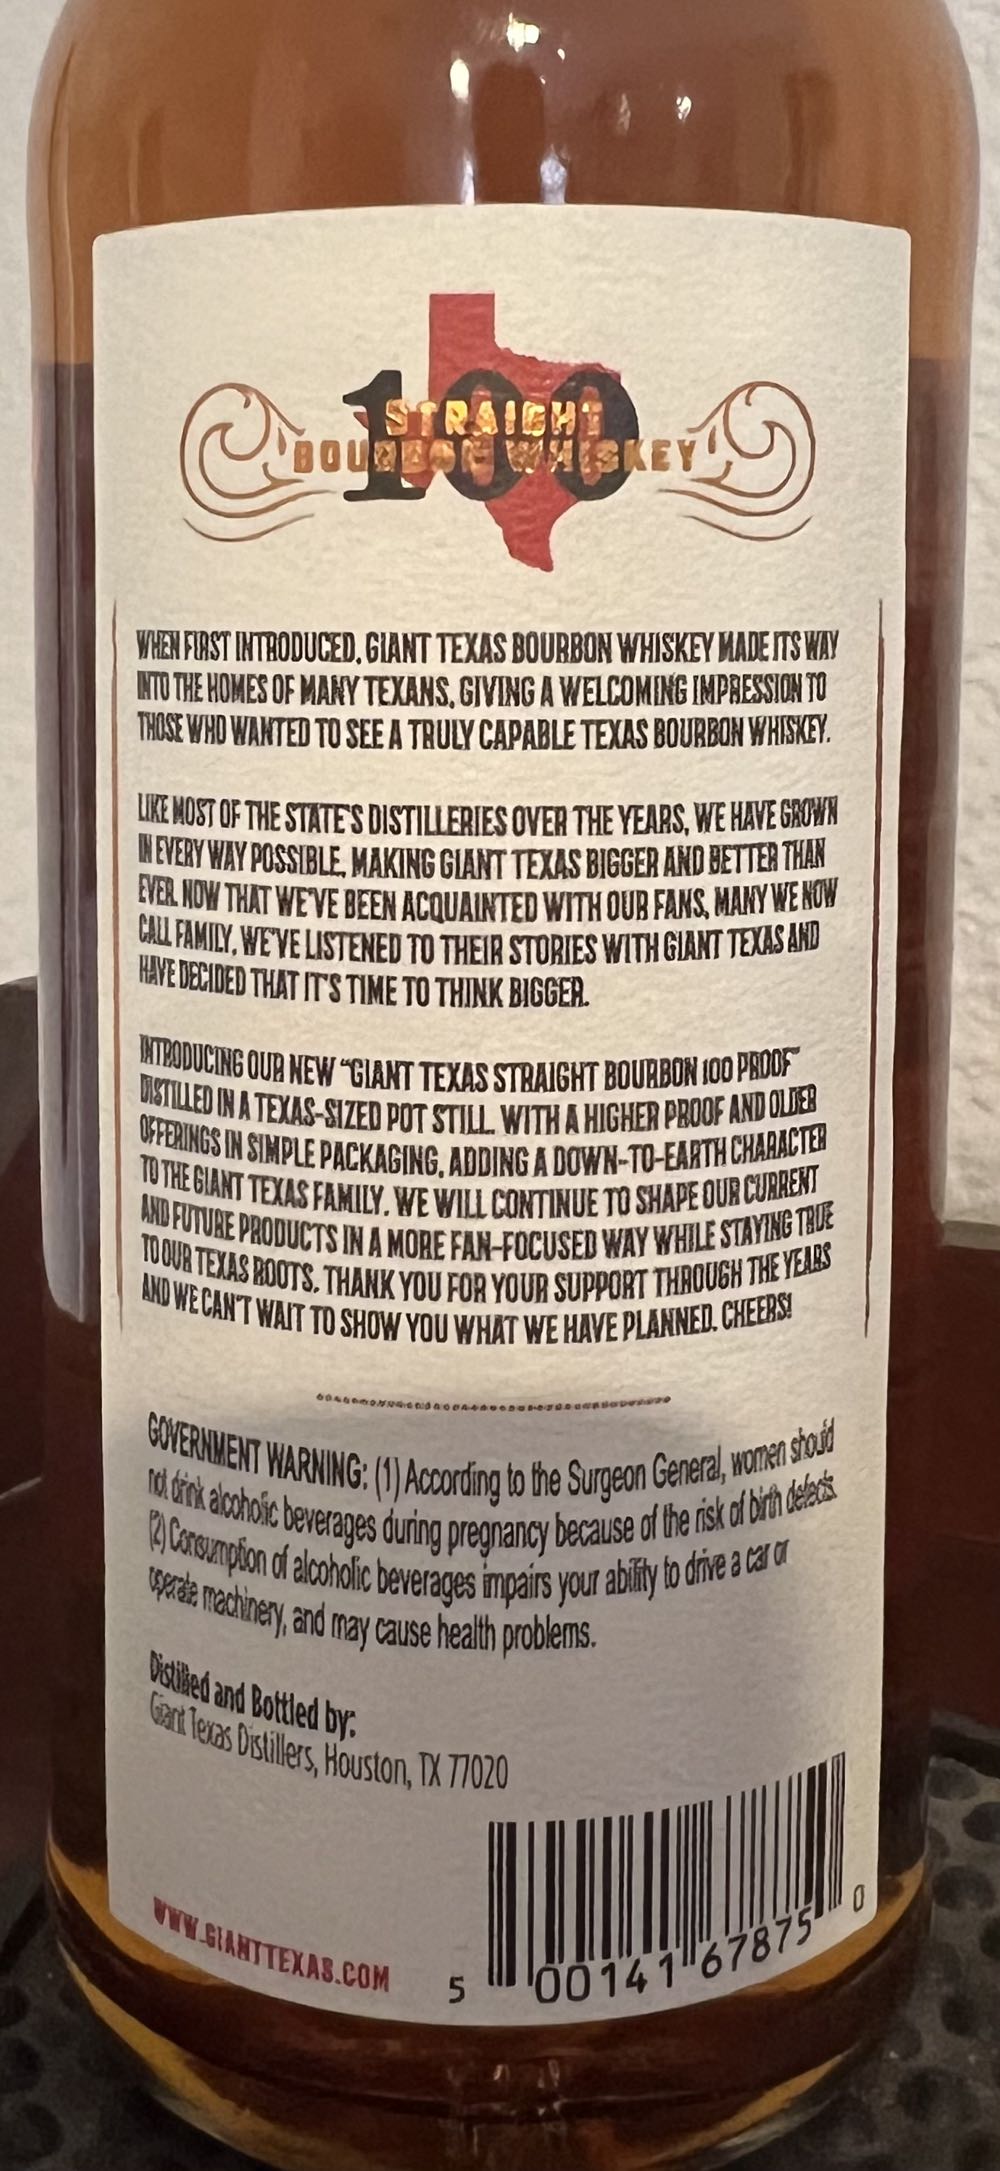 100
STRAIGHT
BOURBON WHISKEY
WHEN FIRST INTRODUCED, GIANT TEXAS BOURBON WHISKEY MADE ITS WAY
INTO THE HOMES OF MANY TEXANS, GIVING A WELCOMING IMPRESSION TO
THOSE WHO WANTED TO SEE A TRULY CAPABLE TEXAS BOURBON WHISKEY.
LIKE MOST OF THE STATE'S DISTILLERIES OVER THE YEARS, WE HAVE GROWN
IN EVERY WAY POSSIBLE, MAKING GIANT TEXAS BIGGER AND BETTER THAN
EVER. NOW THAT WE'VE BEEN ACQUAINTED WITH OUR FANS, MANY WE NOW
CALL FAMILY, WE'VE LISTENED TO THEIR STORIES WITH GIANT TEXAS AND
HAVE DECIDED THAT IT'S TIME TO THINK BIGGER.
INTRODUCING OUR NEW "GIANT TEXAS STRAIGHT BOURBON 100 PROOF"
DISTILLED IN A TEXAS-SIZED POT STILL. WITH A HIGHER PROOF AND OLDER
OFFERINGS IN SIMPLE PACKAGING, ADDING A DOWN-TO-EARTH CHARACTER
TO THE GIANT TEXAS FAMILY. WE WILL CONTINUE TO SHAPE OUR CURRENT
AND FUTURE PRODUCTS IN A MORE FAN-FOCUSED WAY WHILE STAYING TRUE
TO OUR TEXAS ROOTS. THANK YOU FOR YOUR SUPPORT THROUGH THE YEARS
AND WE CAN'T WAIT TO SHOW YOU WHAT WE HAVE PLANNED. CHEERS!
GOVERNMENT WARNING: (1) According to the Surgeon General, women should
not drink alcoholic beverages during pregnancy because of the risk of birth defects.
(2) Consumption of alcoholic beverages impairs your ability to drive a car or
operate machinery, and may cause health problems.
Distilled and Bottled by:
Giant Texas Distillers, Houston, TX 77020
WWW.GIANTTEXAS.COM
5 00141 67875 0